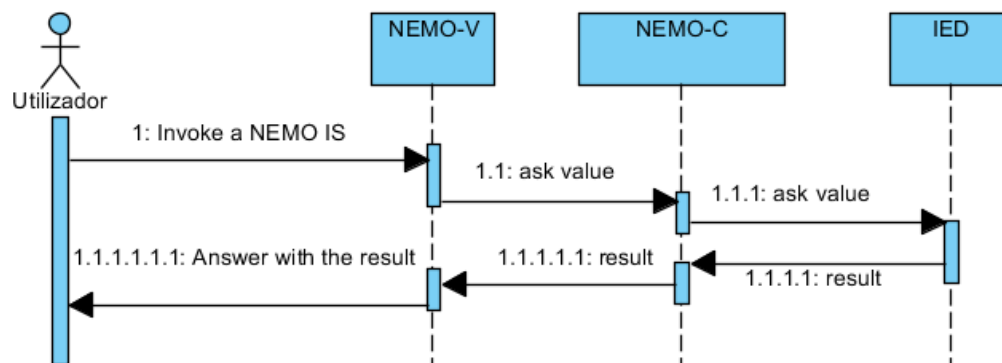 NEMO-V
NEMO-C
IED
Utilizador
1: Invoke a NEMO IS
1.1: ask value
1.1.1: ask value
1.1.1.1: result
1.1.1.1.1: result
1.1.1.1.1.1: Answer with the result